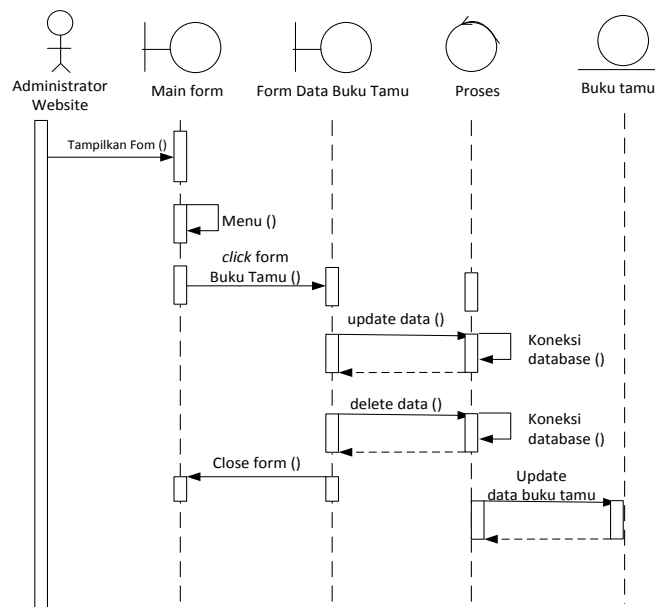 Administrator
Website
Main form
Form Data Buku Tamu
Proses
Buku tamu
Tampilkan Fom ()
Menu ()
click form
Buku Tamu ()
update data ()
Koneksi
database ()
delete data ()
Koneksi
database ()
Close form ()
Update
data buku tamu